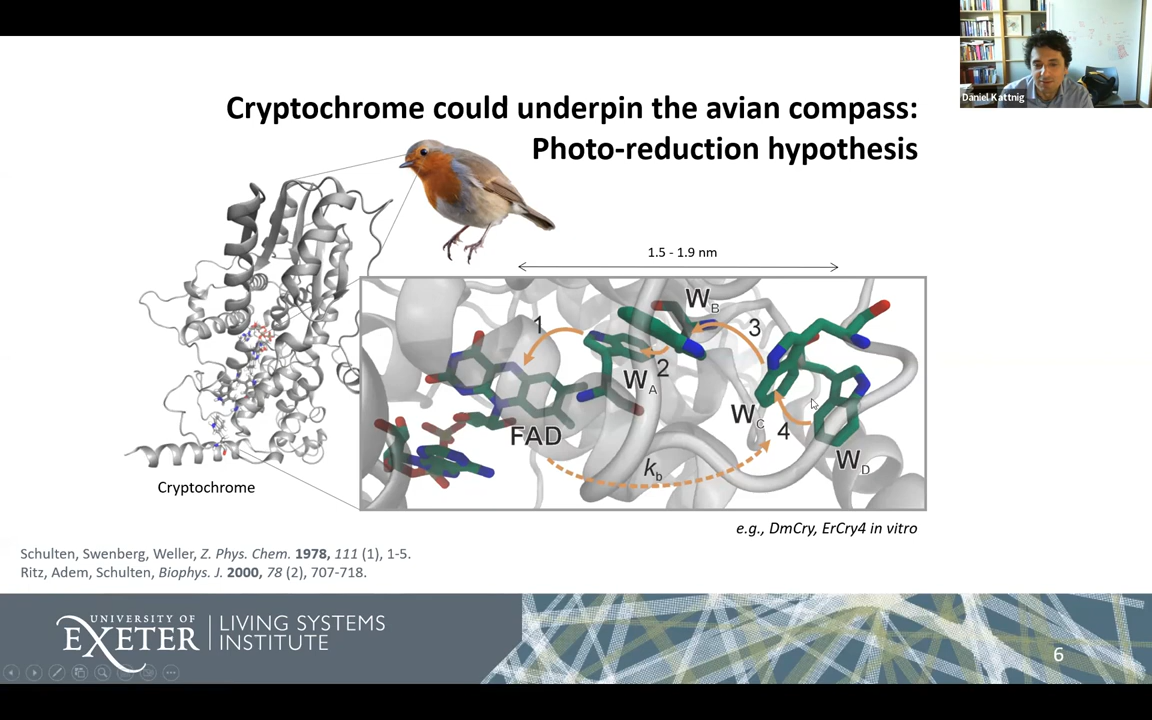 Daniel Kattnig
Cryptochrome could underpin the avian compass:
Photo-reduction hypothesis
1.5 - 1.9 nm
1
W_B
3
2
W_A
W_C
4
FAD
W_D
k_b
Cryptochrome
e.g., DmCry, ErCry4 in vitro
Schulten, Swenberg, Weller, Z. Phys. Chem. 1978, 111 (1), 1-5.
Ritz, Adem, Schulten, Biophys. J. 2000, 78 (2), 707-718.
UNIVERSITY OF
EXETER
LIVING SYSTEMS
INSTITUTE
6